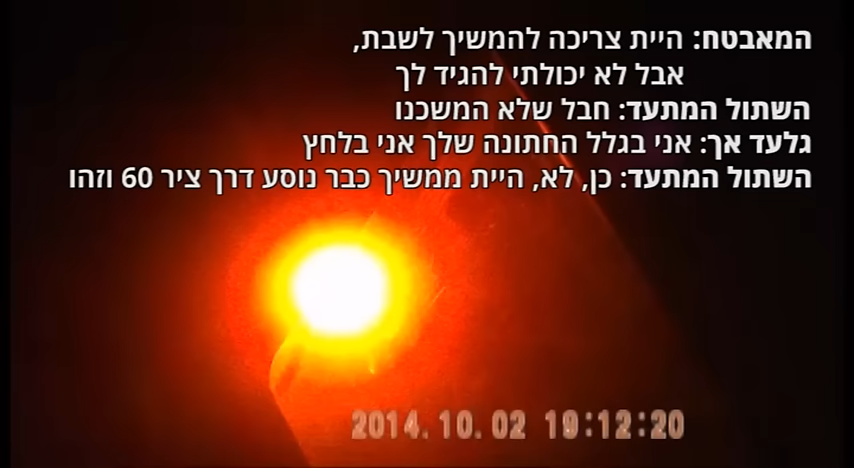 המאבטח: היית צריכה להמשיך לשבת,
אבל לא יכולתי להגיד לך
השתול המתעד: חבל שלא המשכנו
גלעד אך: אני בגלל החתונה שלך אני בלחץ
השתול המתעד: כן, לא, היית ממשיך כבר נוסע דרך ציר 60 וזהו
2014.10.02 19:12:20